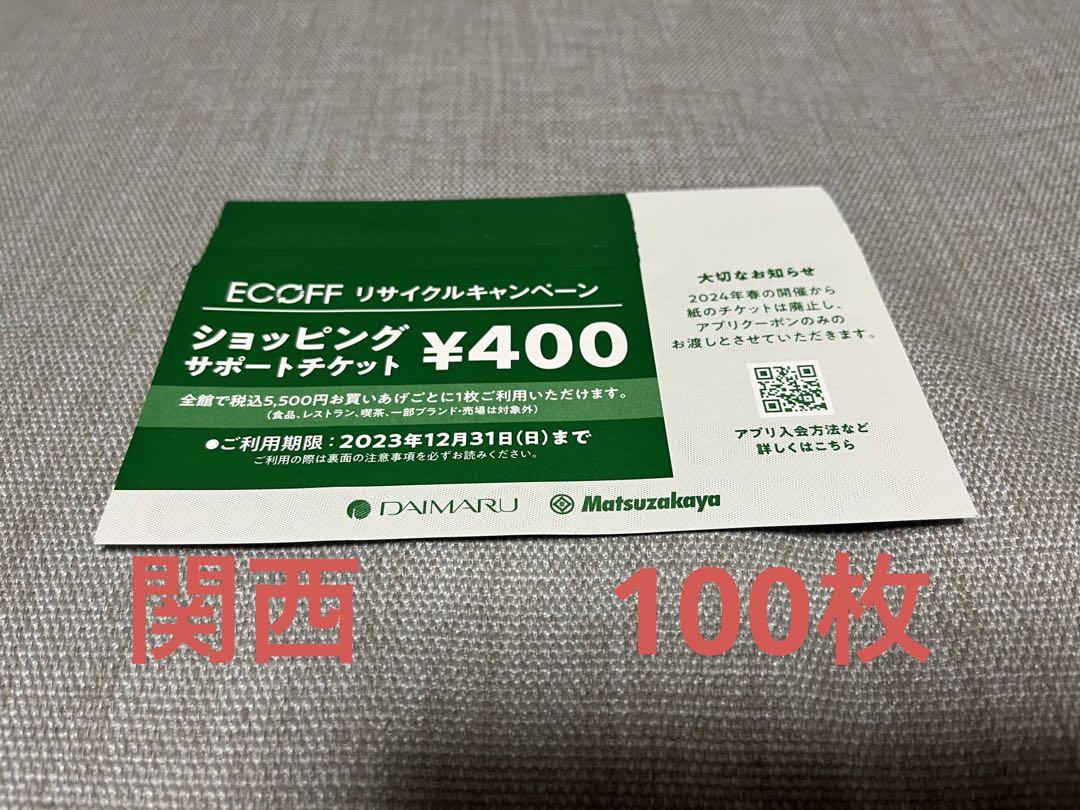 ECOFF リサイクルキャンペーン
ショッピング
サポートチケット ¥400
全館で税込5,500円お買いあげごとに1枚ご利用いただけます。
(食品、レストラン、喫茶、一部ブランド・売場は対象外)
●ご利用期限:2023年12月31日(日)まで
ご利用の際は裏面の注意事項を必ずお読みください。
DAIMARU Matsuzakaya
大切なお知らせ
2024年春の開催から
紙のチケットは廃止し、
アプリクーポンのみの
お渡しとさせていただきます。
アプリ入会方法など
詳しくはこちら
関西 100枚